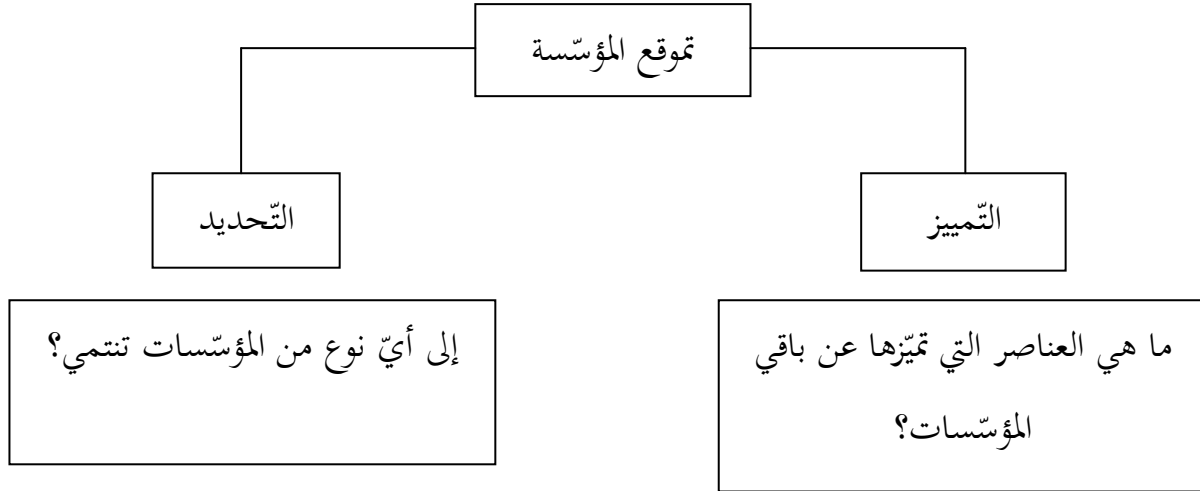 تموقع المؤسّسة
التّمييز
التّحديد
ما هي العناصر التي تميّزها عن باقي
المؤسّسات؟
إلى أيّ نوع من المؤسّسات تنتمي؟